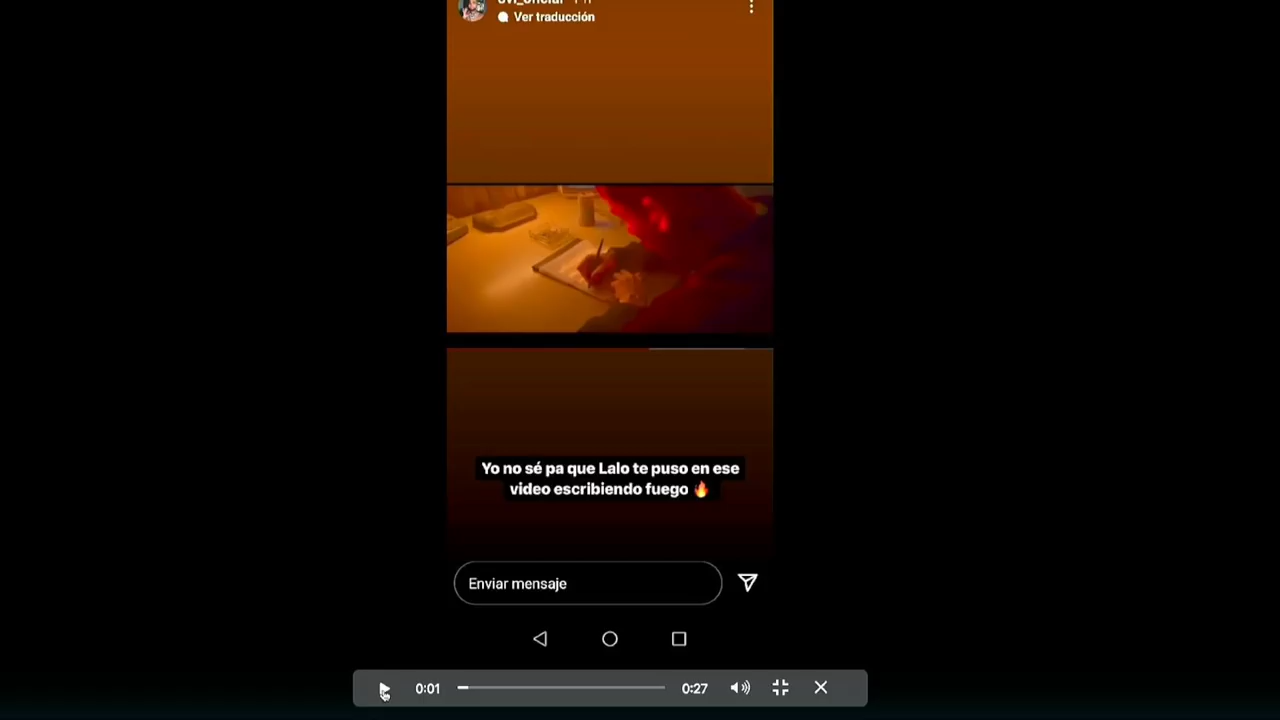 Ver traducción
Yo no sé pa que Lalo te puso en ese
video escribiendo fuego 🔥
Enviar mensaje
0:01
0:27